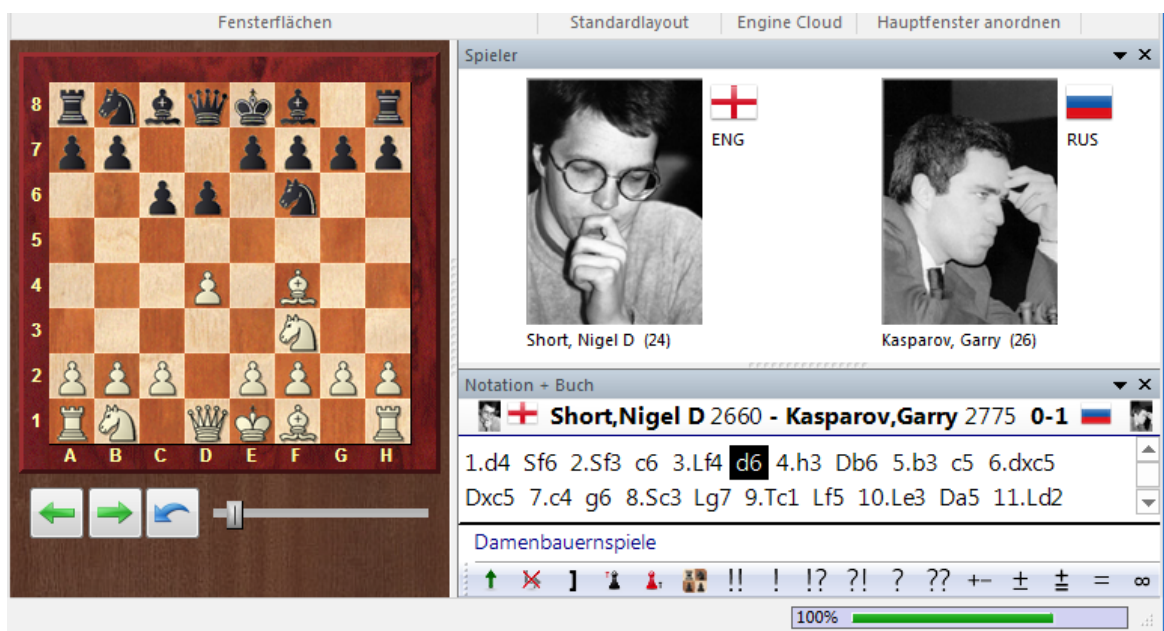 Fensterflächen Standardlayout Engine Cloud Hauptfenster anordnen
Spieler
8
7
6
5
4
3
2
1
A B C D E F G H
ENG
RUS
Short, Nigel D (24)
Kasparov, Garry (26)
Notation + Buch
Short,Nigel D 2660 - Kasparov,Garry 2775 0-1
1.d4 Sf6 2.Sf3 c6 3.Lf4 d6 4.h3 Db6 5.b3 c5 6.dxc5
Dxc5 7.c4 g6 8.Sc3 Lg7 9.Tc1 Lf5 10.Le3 Da5 11.Ld2
Damenbauernspiele
] !! ! !? ?! ? ?? +− ± ⩲ = ∞
100%